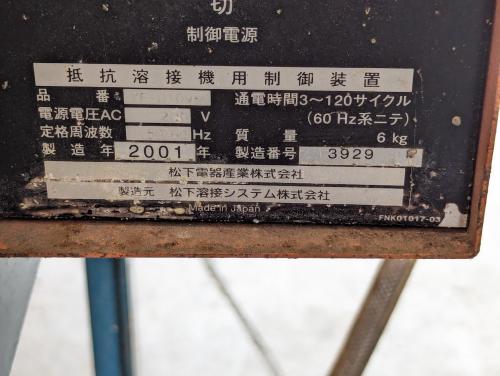 切
制御電源
抵抗溶接機用制御装置
品 番
通電時間3〜120サイクル
電源電圧AC V
(60 Hz系ニテ)
定格周波数 Hz
質 量 6 kg
製 造 年 2001 年
製造番号 3929
松下電器産業株式会社
製造元 松下溶接システム株式会社
Made in Japan
FNK01017-03